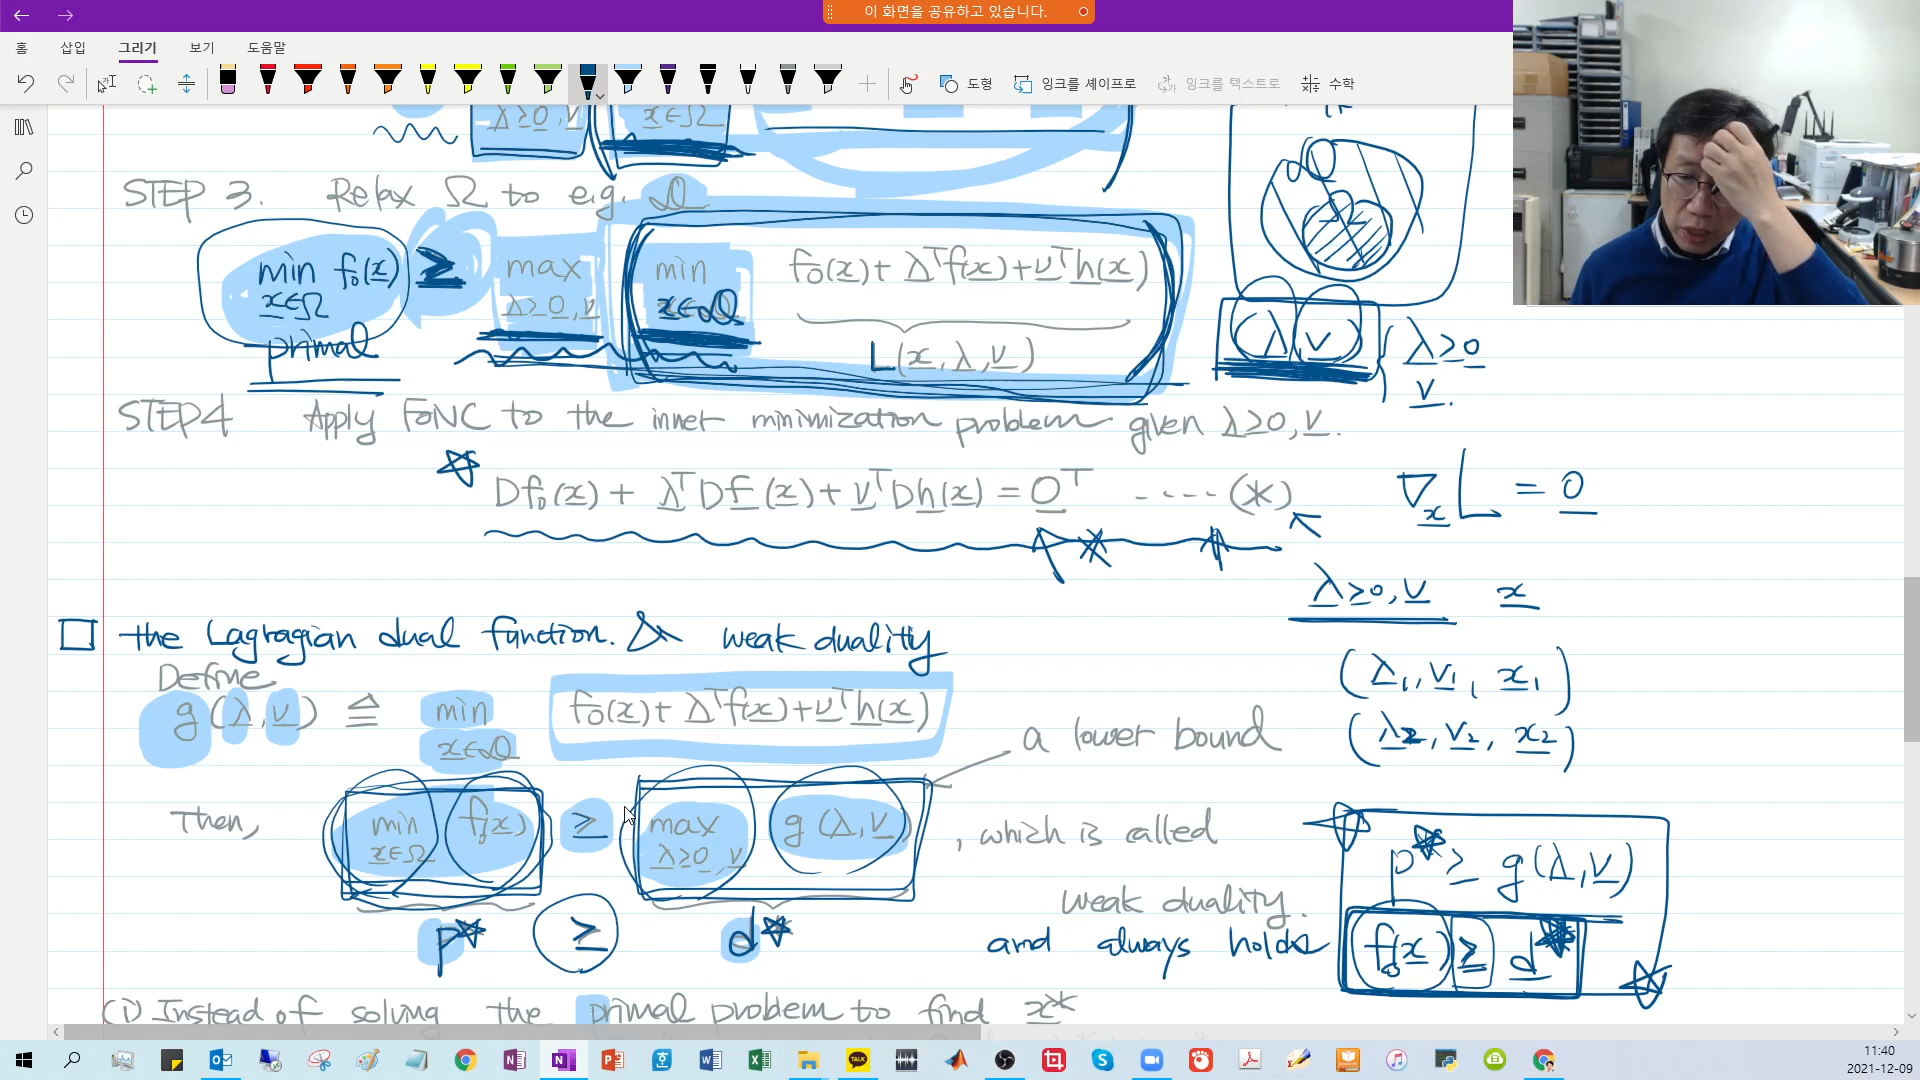 이 화면을 공유하고 있습니다.
홈 삽입 그리기 보기 도움말
도형 잉크를 셰이프로 잉크를 텍스트로 수학
λ≥0, ν x∈Ω
STEP 3. Relax Ω to e.g. 𝒟
min f₀(x) ≥ max min f₀(x) + λᵀf(x) + νᵀh(x)
x∈Ω λ≥0, ν x∈𝒟
primal L(x, λ, ν)
(λ, ν) { λ≥0
ν.
STEP4 Apply FONC to the inner minimization problem given λ≥0, ν.
☆ Df₀(x) + λᵀDf(x) + νᵀDh(x) = 0ᵀ ---- (*)
∇x L = 0
λ≥0, ν x
□ the Lagragian dual function. & weak duality
(λ₁, ν₁, x₁)
Define
g(λ, ν) ≜ min f₀(x) + λᵀf(x) + νᵀh(x)
x∈𝒟
(λ₂, ν₂, x₂)
a lower bound
Then, min f₀(x) ≥ max g(λ, ν) , which is called
x∈Ω λ≥0, ν
p* ≥ g(λ, ν)
weak duality.
p* ≥ d* and always holds
f₀(x) ≥ d*
(i) Instead of solving the primal problem to find x*
11:40
2021-12-09